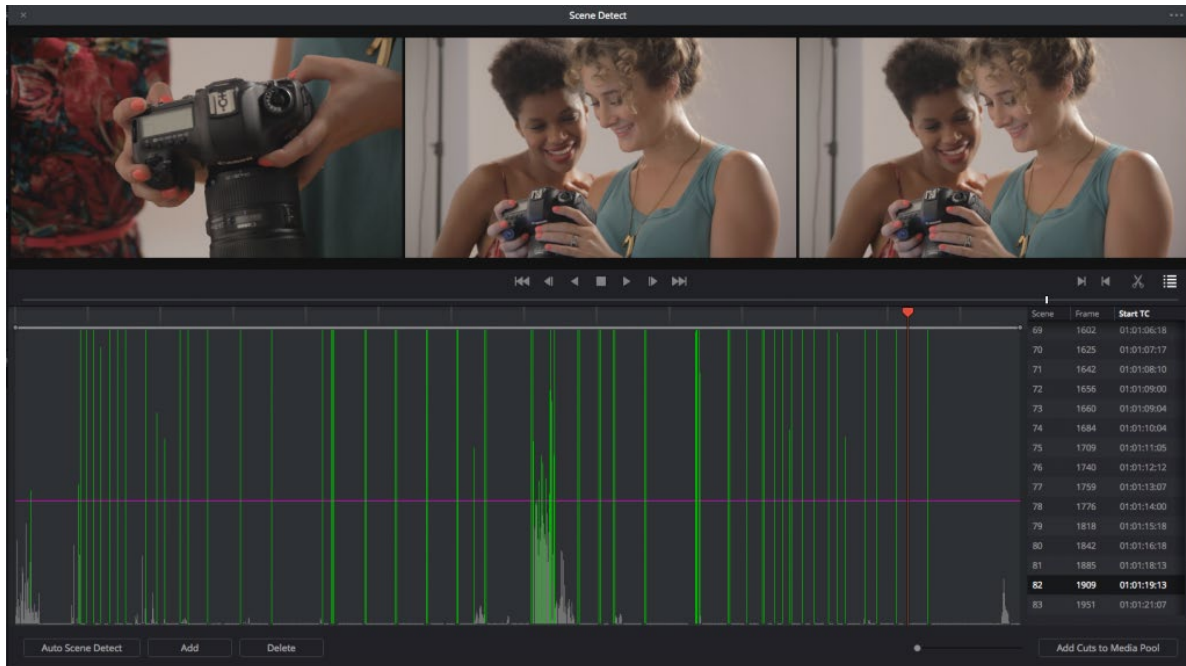 Scene Detect
Canon
Scene Frame Start TC
69 1602 01:01:06:18
70 1625 01:01:07:17
71 1642 01:01:08:10
72 1656 01:01:09:00
73 1660 01:01:09:04
74 1684 01:01:10:04
75 1709 01:01:11:05
76 1740 01:01:12:12
77 1759 01:01:13:07
78 1776 01:01:14:00
79 1818 01:01:15:18
80 1842 01:01:16:18
81 1885 01:01:18:13
82 1909 01:01:19:13
83 1951 01:01:21:07
Auto Scene Detect Add Delete Add Cuts to Media Pool